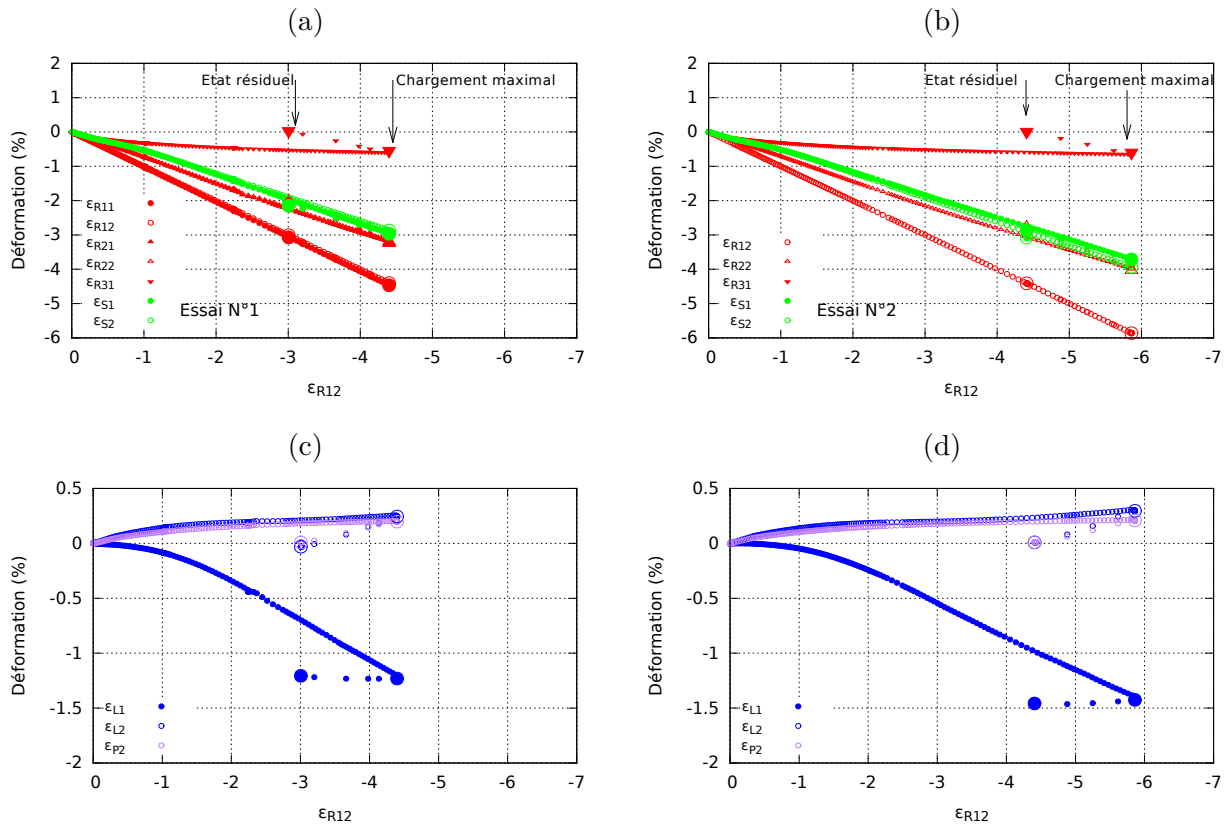 (a)
2
1
0
-1
-2
-3
-4
-5
-6
Déformation (%)
Etat résiduel
Chargement maximal
εR11
εR12
εR21
εR22
εR31
εS1
εS2
Essai N°1
0 -1 -2 -3 -4 -5 -6 -7
εR12
(b)
2
1
0
-1
-2
-3
-4
-5
-6
Déformation (%)
Etat résiduel
Chargement maximal
εR12
εR22
εR31
εS1
εS2
Essai N°2
0 -1 -2 -3 -4 -5 -6 -7
εR12
(c)
0.5
0
-0.5
-1
-1.5
-2
Déformation (%)
εL1
εL2
εP2
0 -1 -2 -3 -4 -5 -6 -7
εR12
(d)
0.5
0
-0.5
-1
-1.5
-2
Déformation (%)
εL1
εL2
εP2
0 -1 -2 -3 -4 -5 -6 -7
εR12